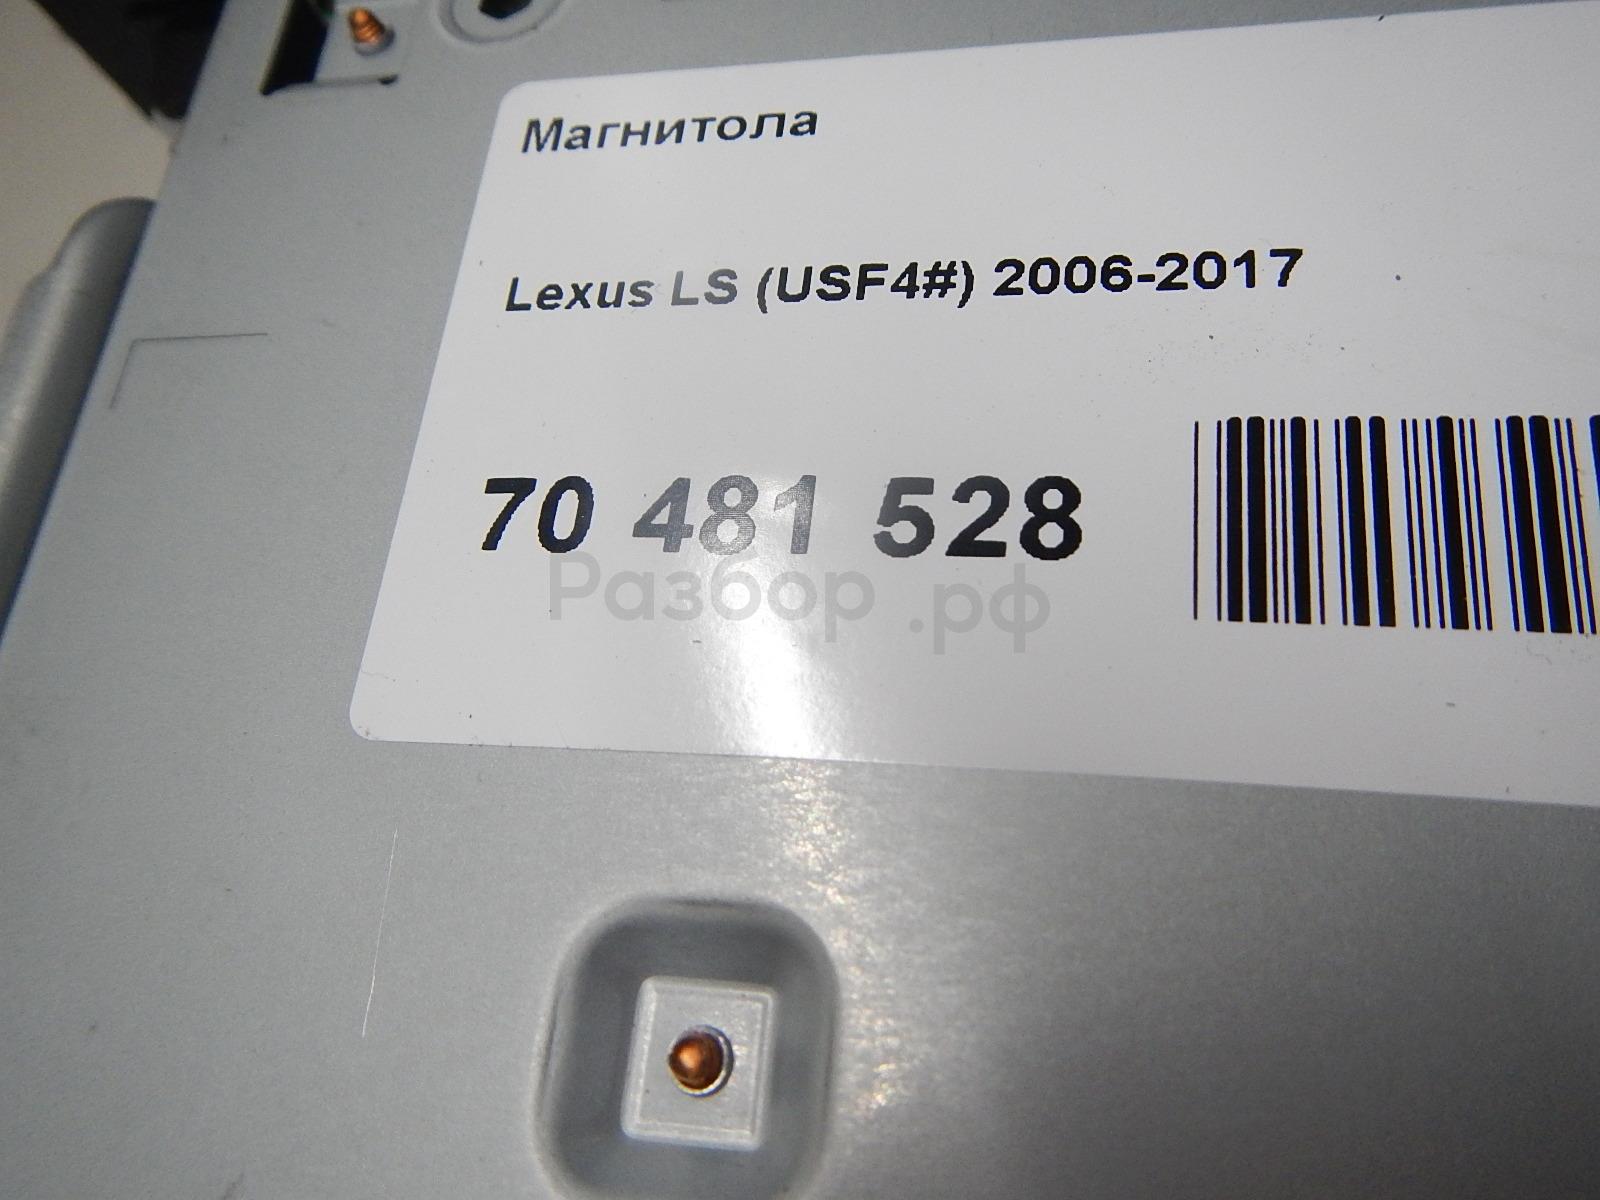 Магнитола
Lexus LS (USF4#) 2006-2017
70 481 528
Разбор.рф